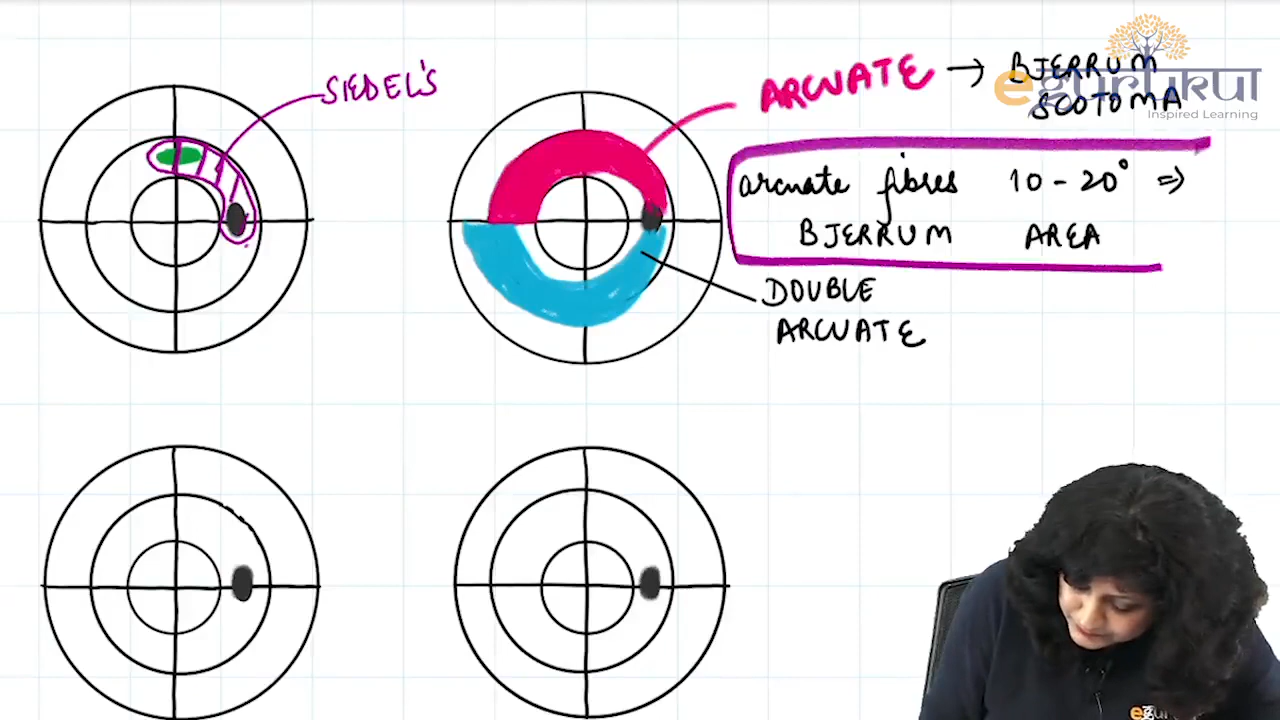 SIEDEL'S
ARCUATE → BJERRUM
SCOTOMA
eGurukul
Inspired Learning
arcuate fibres 10-20° ⇒
BJERRUM AREA
DOUBLE
ARCUATE